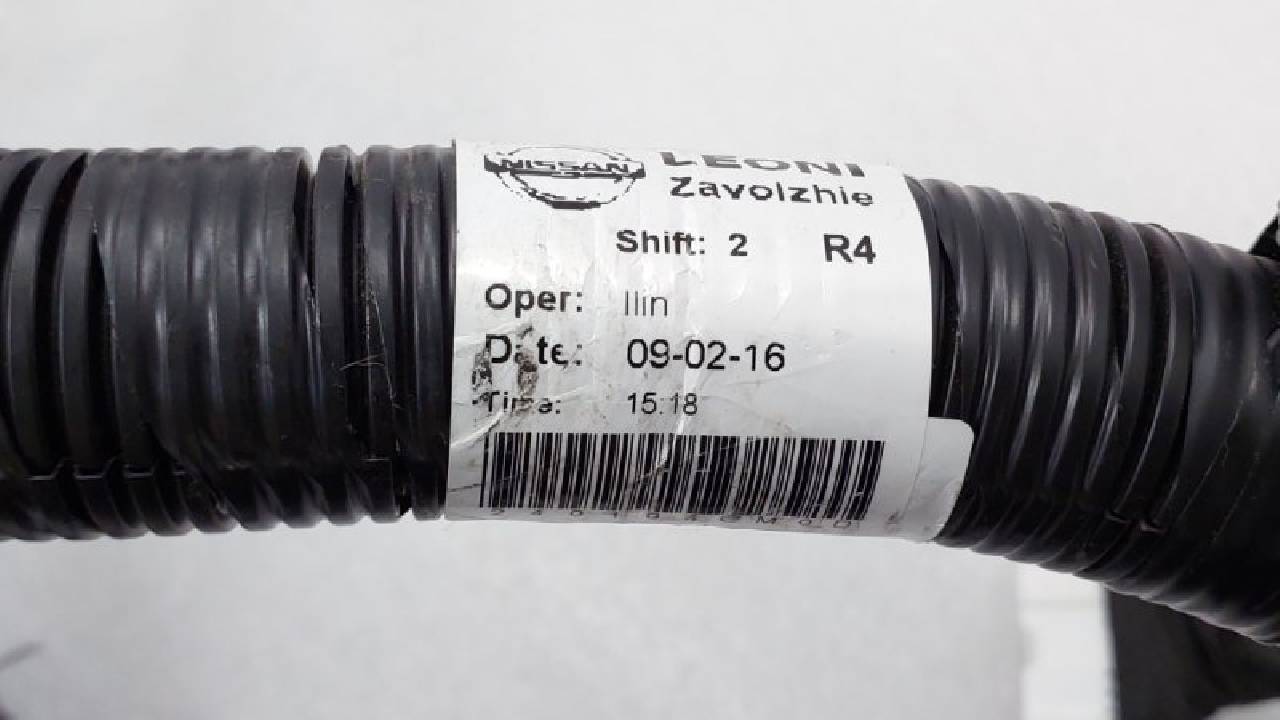 NISSAN LEONI
Zavolzhie
Shift: 2 R4
Oper: Ilin
Date: 09-02-16
Time: 15:18